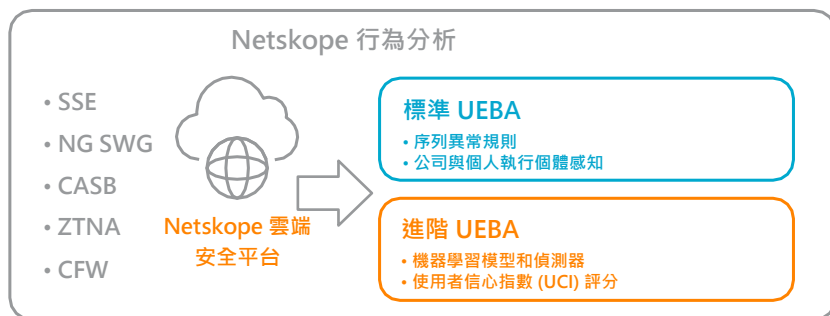 Netskope 行為分析
• SSE
• NG SWG
• CASB
• ZTNA
• CFW
Netskope 雲端
安全平台
標準 UEBA
• 序列異常規則
• 公司與個人執行個體感知
進階 UEBA
• 機器學習模型和偵測器
• 使用者信心指數 (UCI) 評分